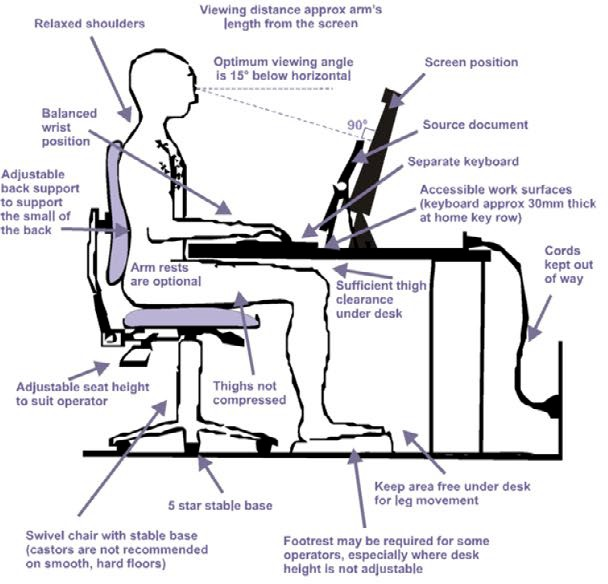 Viewing distance approx arm's
length from the screen
Relaxed shoulders
Optimum viewing angle
is 15° below horizontal
Screen position
Balanced
wrist
position
90°
Source document
Separate keyboard
Adjustable
back support
to support
the small of
the back
Accessible work surfaces
(keyboard approx 30mm thick
at home key row)
Cords
kept out
of way
Arm rests
are optional
Sufficient thigh
clearance
under desk
Adjustable seat height
to suit operator
Thighs not
compressed
Keep area free under desk
for leg movement
5 star stable base
Swivel chair with stable base
(castors are not recommended
on smooth, hard floors)
Footrest may be required for some
operators, especially where desk
height is not adjustable